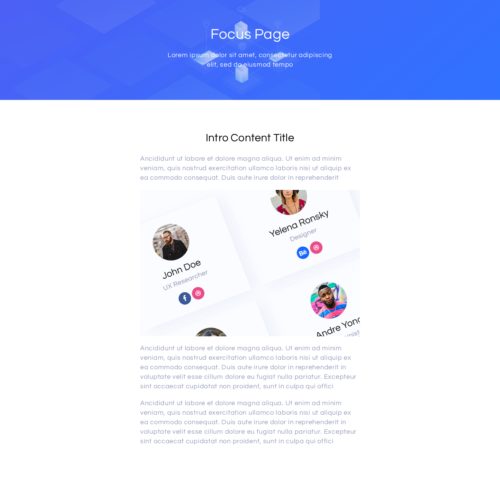 Focus Page
Lorem ipsum dolor sit amet, consectetur adipiscing
elit, sed do eiusmod tempo
Intro Content Title
Ancididunt ut labore et dolore magna aliqua. Ut enim ad minim
veniam, quis nostrud exercitation ullamco laboris nisi ut aliquip ex
ea commodo consequat. Duis aute irure dolor in reprehenderit
Yelena Ronsky
Designer
Bē
John Doe
UX Researcher
f
Andre Yono
Ancididunt ut labore et dolore magna aliqua. Ut enim ad minim
veniam, quis nostrud exercitation ullamco laboris nisi ut aliquip ex
ea commodo consequat. Duis aute irure dolor in reprehenderit in
voluptate velit esse cillum dolore eu fugiat nulla pariatur. Excepteur
sint occaecat cupidatat non proident, sunt in culpa qui offici
Ancididunt ut labore et dolore magna aliqua. Ut enim ad minim
veniam, quis nostrud exercitation ullamco laboris nisi ut aliquip ex
ea commodo consequat. Duis aute irure dolor in reprehenderit in
voluptate velit esse cillum dolore eu fugiat nulla pariatur. Excepteur
sint occaecat cupidatat non proident, sunt in culpa qui offici